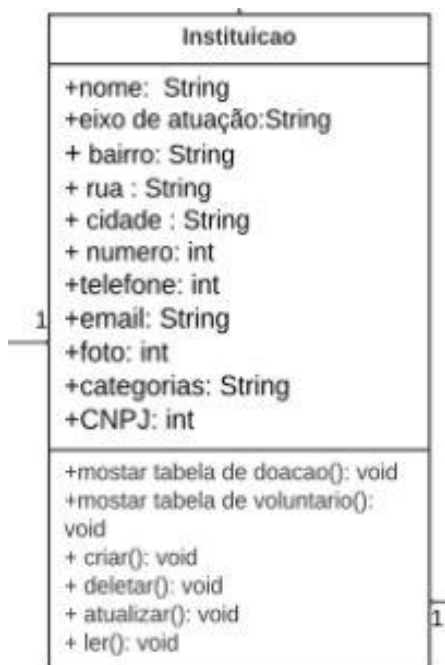 Instituicao
+nome: String
+eixo de atuação:String
+ bairro: String
+ rua : String
+ cidade : String
+ numero: int
+telefone: int
1 +email: String
+foto: int
+categorias: String
+CNPJ: int
+mostar tabela de doacao(): void
+mostar tabela de voluntario():
void
+ criar(): void
+ deletar(): void
+ atualizar(): void
1
+ ler(): void